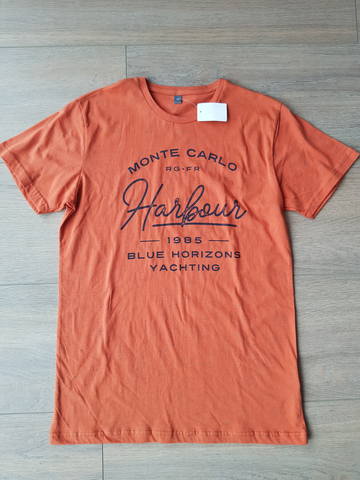 MONTE CARLO
RG•FR
Harbour
1985
BLUE HORIZONS
YACHTING